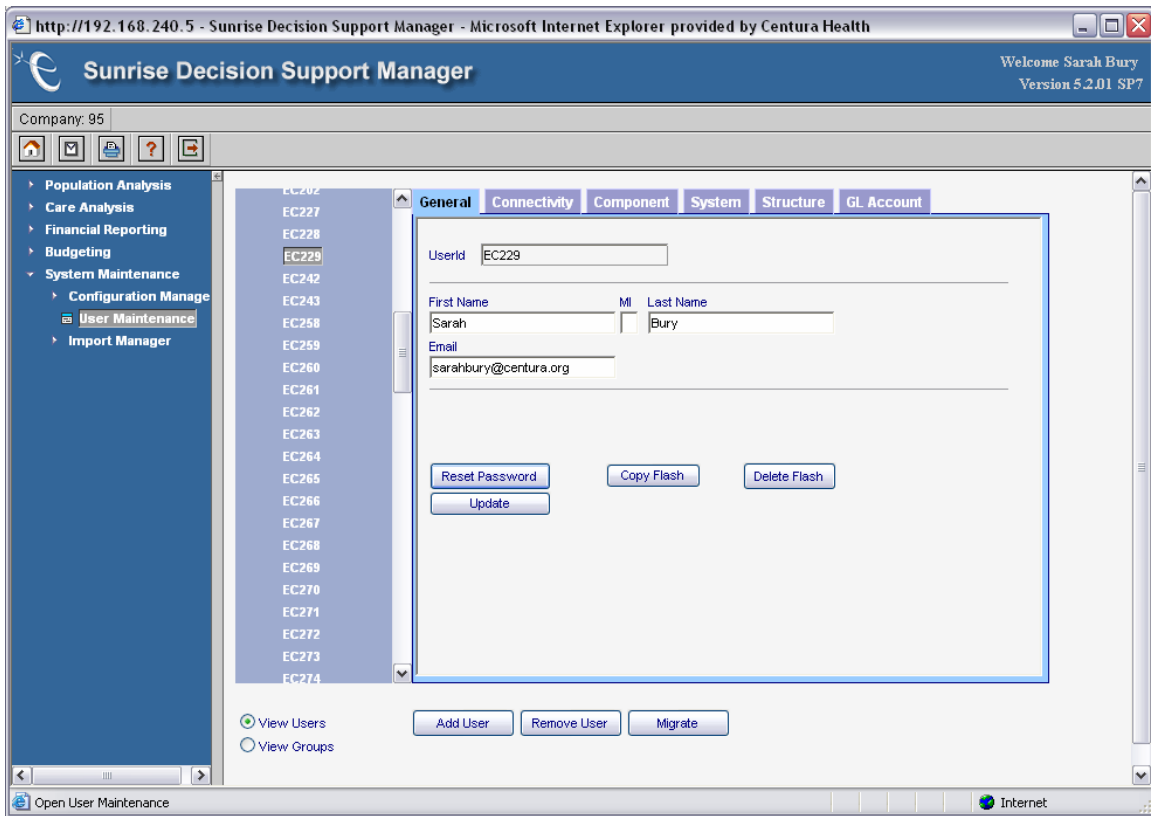 http://192.168.240.5 - Sunrise Decision Support Manager - Microsoft Internet Explorer provided by Centura Health
Sunrise Decision Support Manager
Welcome Sarah Bury
Version 5.2.01 SP7
Company: 95
Population Analysis
Care Analysis
Financial Reporting
Budgeting
System Maintenance
Configuration Manage
User Maintenance
Import Manager
EC202
EC227
EC228
EC229
EC242
EC243
EC258
EC259
EC260
EC261
EC262
EC263
EC264
EC265
EC266
EC267
EC268
EC269
EC270
EC271
EC272
EC273
EC274
General Connectivity Component System Structure GL Account
UserId EC229
First Name MI Last Name
Sarah Bury
Email
sarahbury@centura.org
Reset Password Copy Flash Delete Flash
Update
View Users
View Groups
Add User Remove User Migrate
Open User Maintenance Internet